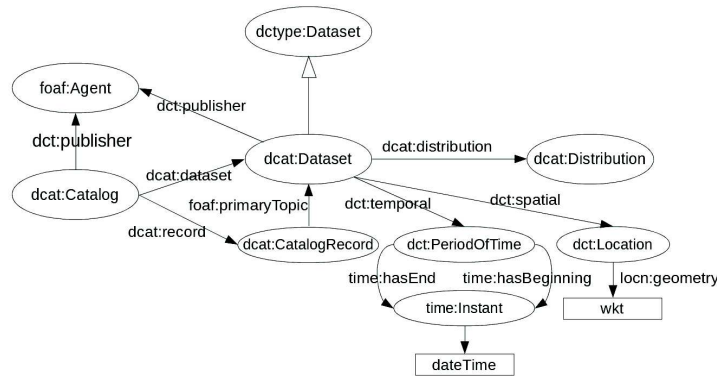 dctype:Dataset
foaf:Agent
dct:publisher
dct:publisher
dcat:Dataset
dcat:distribution
dcat:Distribution
dcat:Catalog
dcat:dataset
foaf:primaryTopic
dct:temporal
dct:spatial
dcat:record
dcat:CatalogRecord
dct:PeriodOfTime
dct:Location
time:hasEnd
time:hasBeginning
locn:geometry
time:Instant
wkt
dateTime